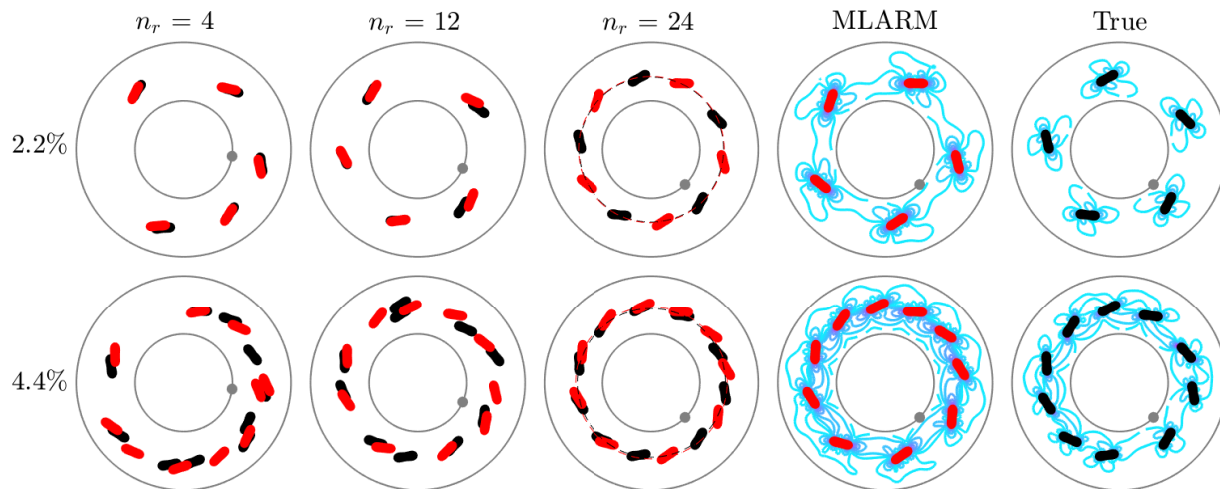 n_r = 4 n_r = 12 n_r = 24 MLARM True
2.2%
4.4%